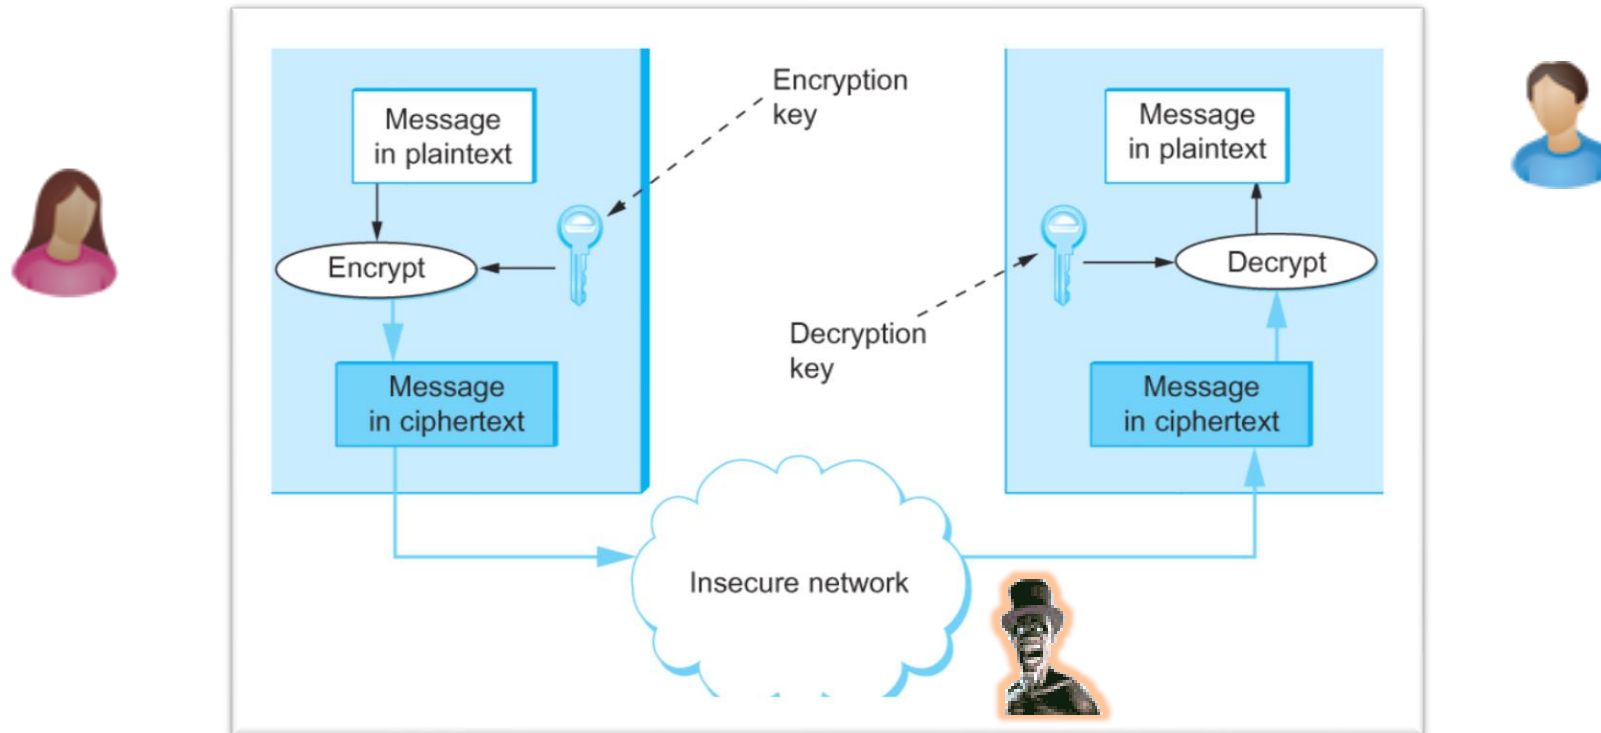 Message
in plaintext
Encrypt
Message
in ciphertext
Encryption
key
Decryption
key
Insecure network
Message
in plaintext
Decrypt
Message
in ciphertext